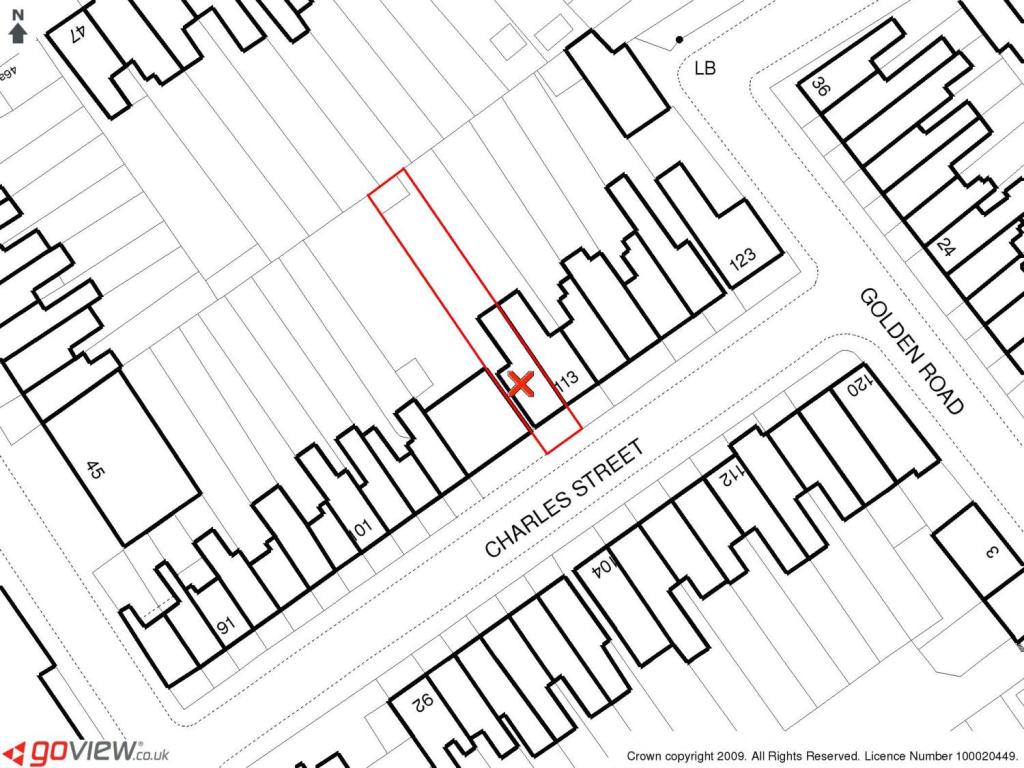 N
47
46a
LB
36
24
123
GOLDEN ROAD
113
120
CHARLES STREET
112
45
101
104
3
91
92
goview.co.uk
Crown copyright 2009. All Rights Reserved. Licence Number 100020449.